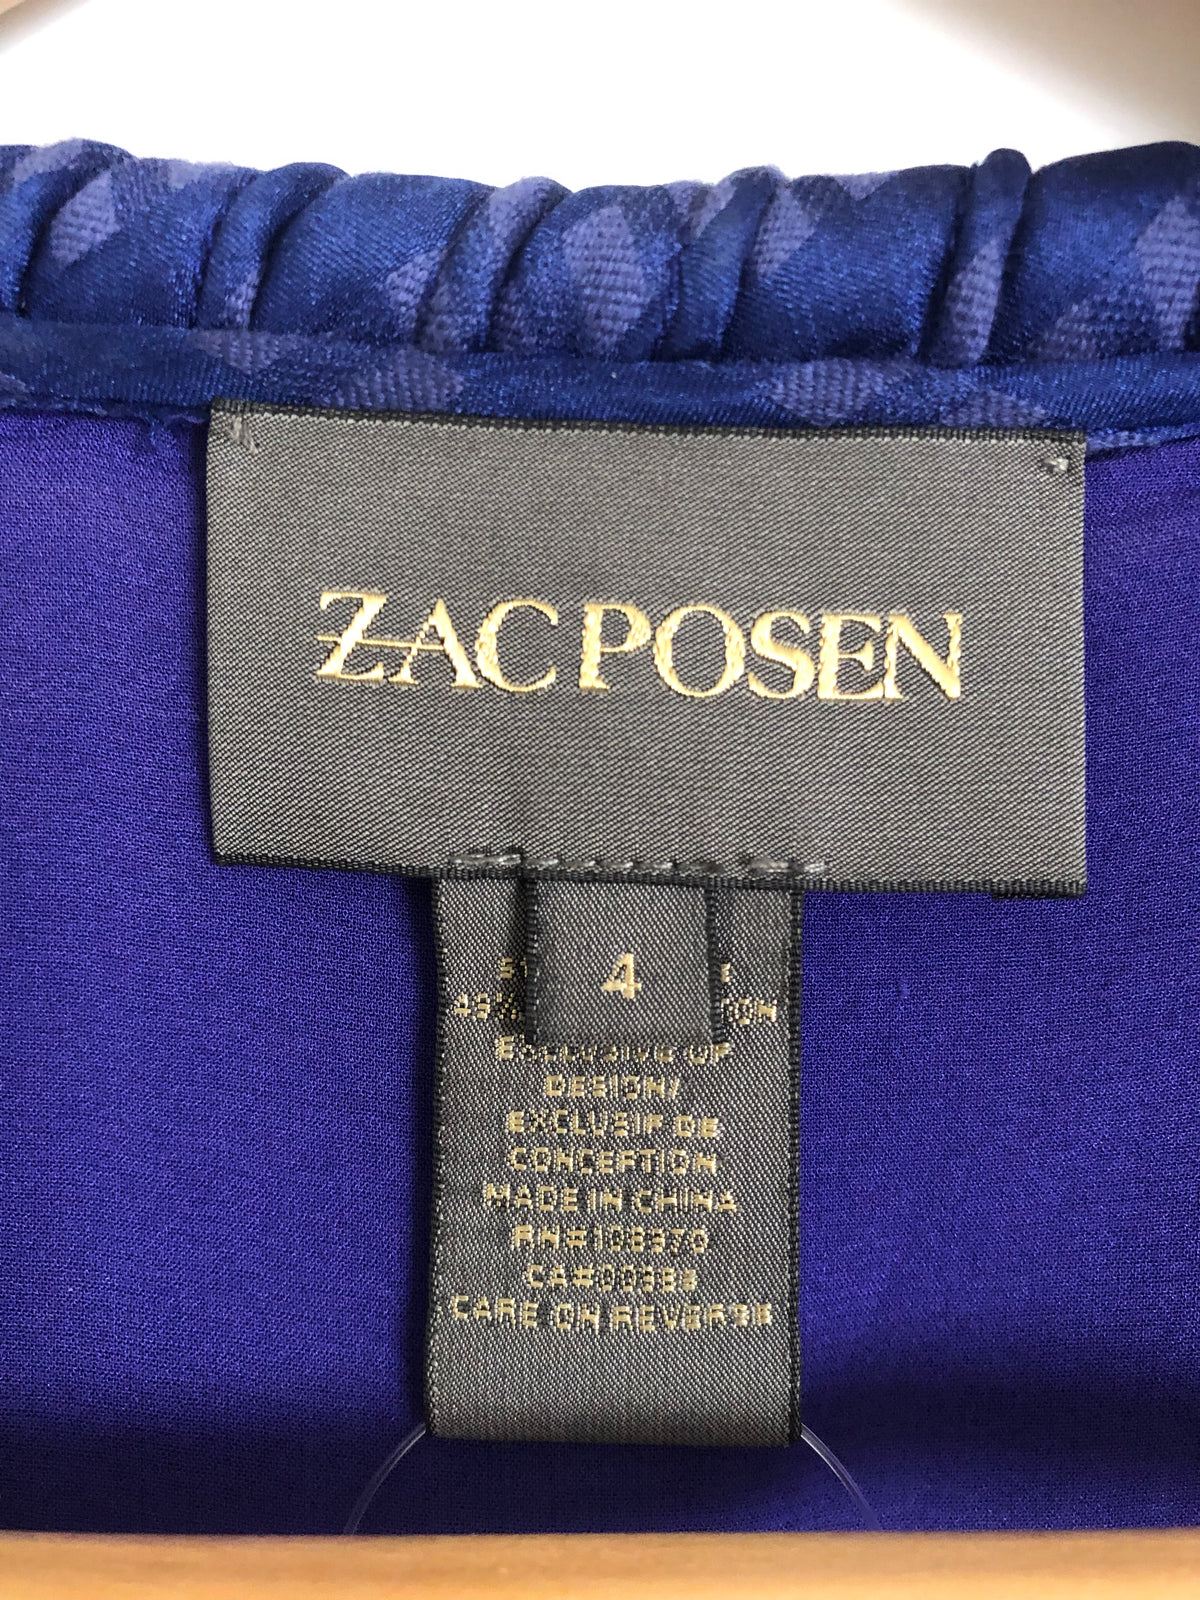 ZAC POSEN
4
EXCLUSIVE OF
DESIGN/
EXCLUSIF DE
CONCEPTION
MADE IN CHINA
CARE ON REVERSE